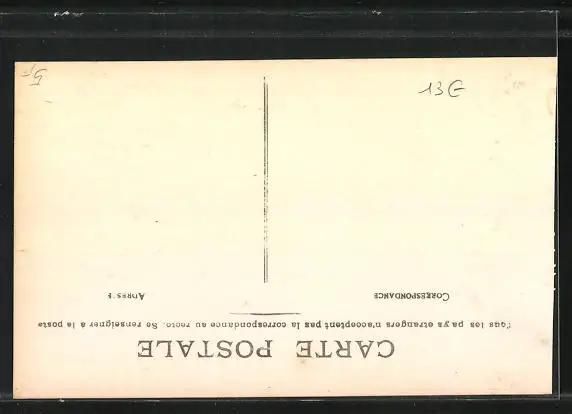 CARTE POSTALE
Tous les pays étrangers n'acceptent pas la correspondance au recto. Se renseigner à la poste
CORRESPONDANCE
ADRESSE
13€